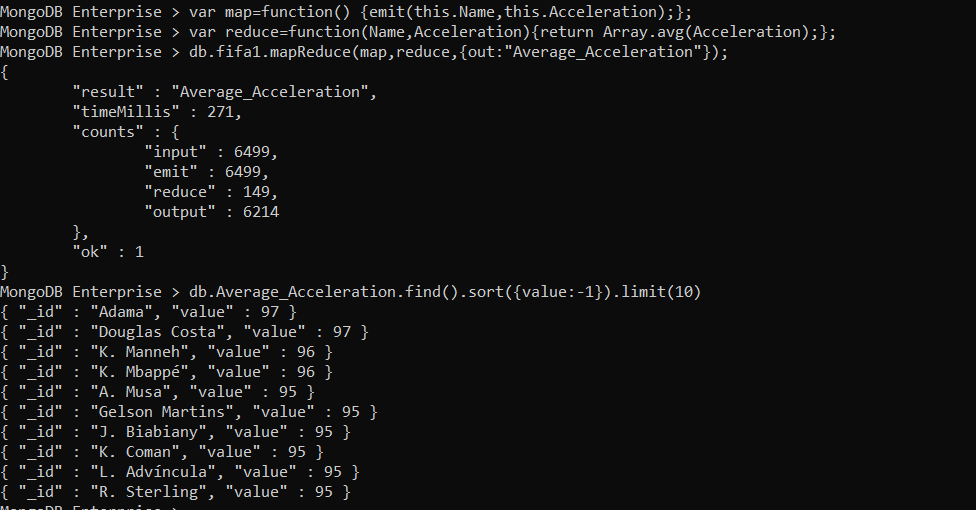 MongoDB Enterprise > var map=function() {emit(this.Name,this.Acceleration);};
MongoDB Enterprise > var reduce=function(Name,Acceleration){return Array.avg(Acceleration);};
MongoDB Enterprise > db.fifa1.mapReduce(map,reduce,{out:"Average_Acceleration"});
{
        "result" : "Average_Acceleration",
        "timeMillis" : 271,
        "counts" : {
                "input" : 6499,
                "emit" : 6499,
                "reduce" : 149,
                "output" : 6214
        },
        "ok" : 1
}
MongoDB Enterprise > db.Average_Acceleration.find().sort({value:-1}).limit(10)
{ "_id" : "Adama", "value" : 97 }
{ "_id" : "Douglas Costa", "value" : 97 }
{ "_id" : "K. Manneh", "value" : 96 }
{ "_id" : "K. Mbappé", "value" : 96 }
{ "_id" : "A. Musa", "value" : 95 }
{ "_id" : "Gelson Martins", "value" : 95 }
{ "_id" : "J. Biabiany", "value" : 95 }
{ "_id" : "K. Coman", "value" : 95 }
{ "_id" : "L. Advíncula", "value" : 95 }
{ "_id" : "R. Sterling", "value" : 95 }
MongoDB Enterprise >